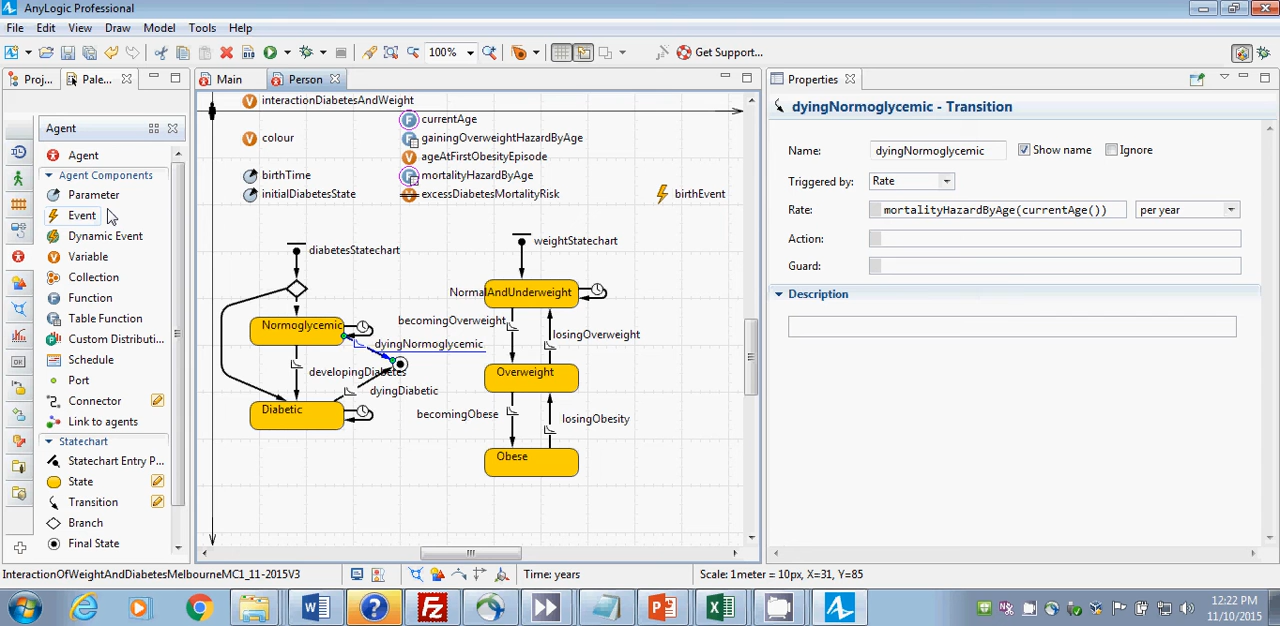 AnyLogic Professional
File Edit View Draw Model Tools Help
100% Get Support...
Proj... Pale... Main Person Properties
Agent
Agent
Agent Components
Parameter
Event
Dynamic Event
Variable
Collection
Function
Table Function
Custom Distributi...
Schedule
Port
Connector
Link to agents
Statechart
Statechart Entry P...
State
Transition
Branch
Final State
interactionDiabetesAndWeight
currentAge
colour
gainingOverweightHazardByAge
ageAtFirstObesityEpisode
birthTime
mortalityHazardByAge
initialDiabetesState
excessDiabetesMortalityRisk
birthEvent
diabetesStatechart
weightStatechart
NormalAndUnderweight
Normoglycemic
becomingOverweight
losingOverweight
dyingNormoglycemic
developingDiabetes
Overweight
dyingDiabetic
Diabetic
becomingObese
losingObesity
Obese
dyingNormoglycemic - Transition
Name: dyingNormoglycemic Show name Ignore
Triggered by: Rate
Rate: mortalityHazardByAge(currentAge()) per year
Action:
Guard:
Description
InteractionOfWeightAndDiabetesMelbourneMC1_11-2015V3
Time: years
Scale: 1meter = 10px, X=31, Y=85
12:22 PM
11/10/2015